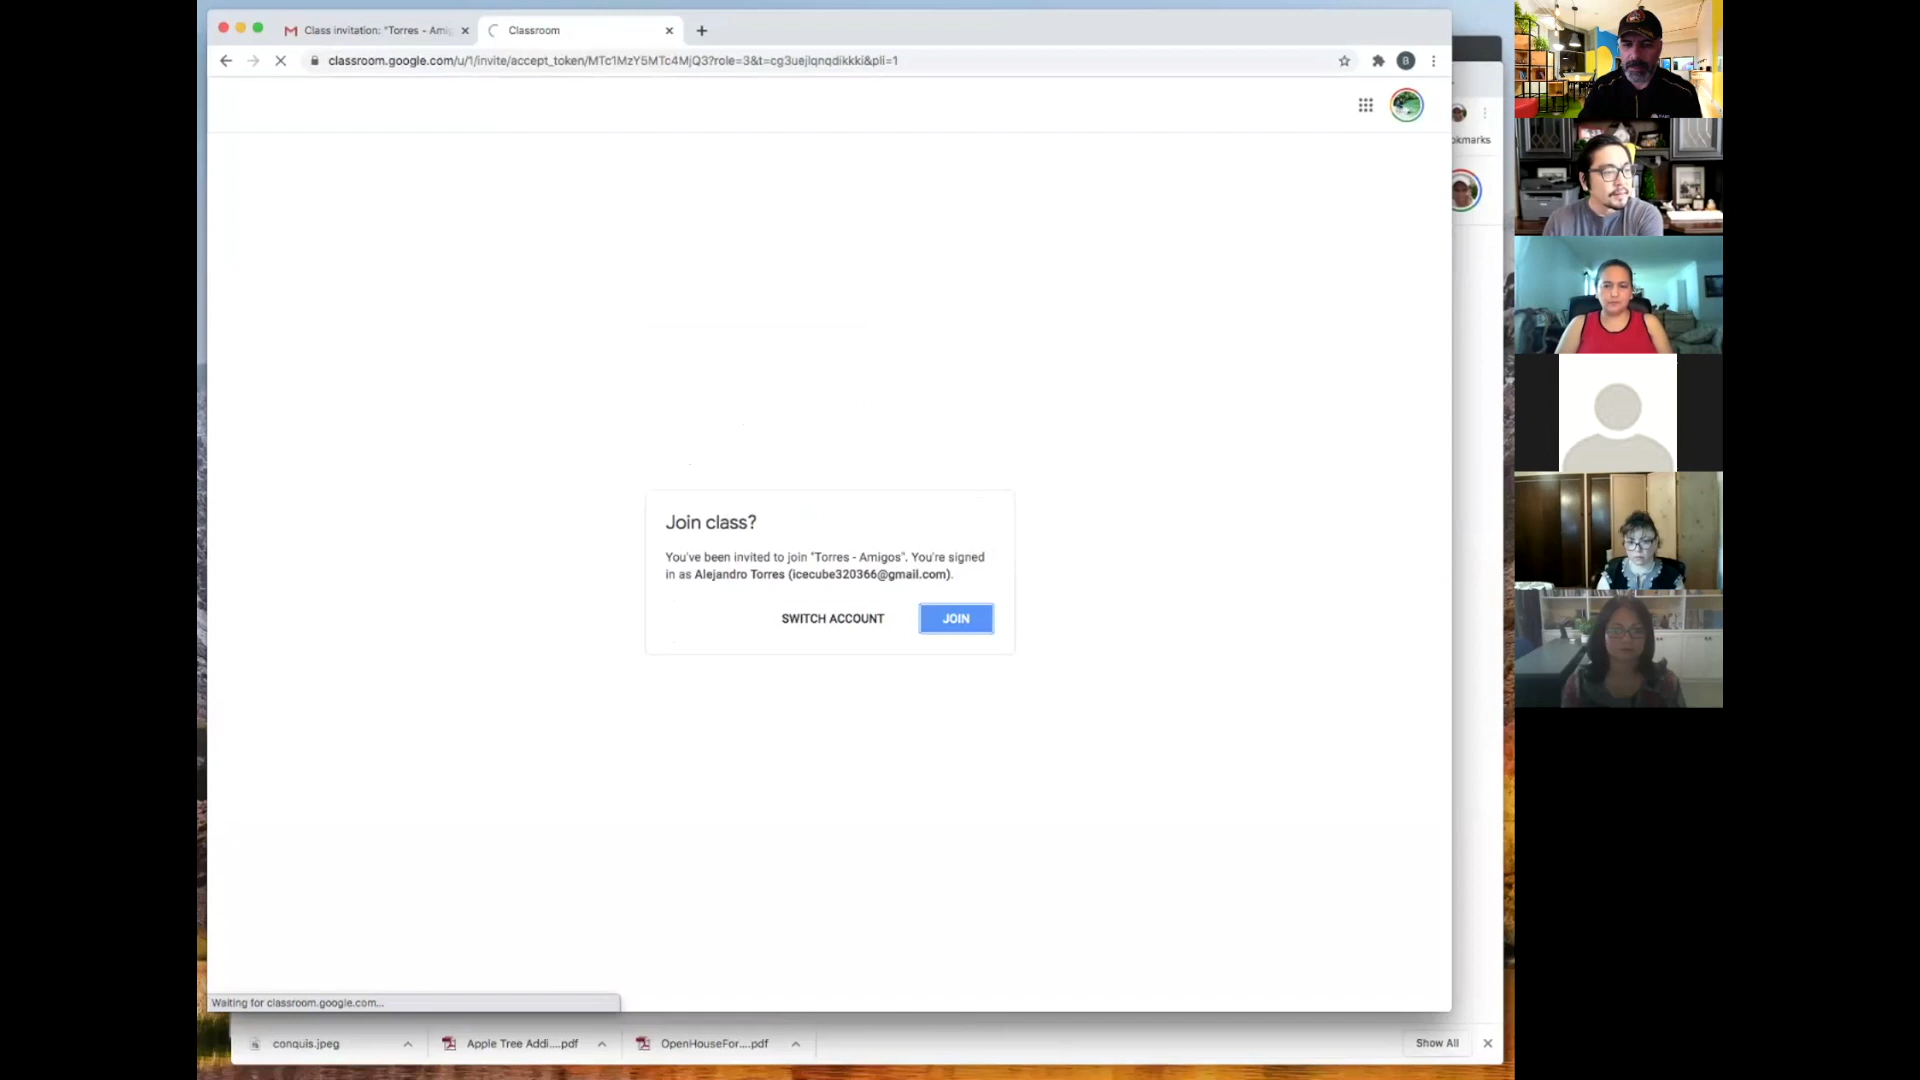 Class invitation: "Torres - Ami
Classroom
classroom.google.com/u/1/invite/accept_token/MTc1MzY5MTc4MjQ3?role=3&t=cg3uejlqnqdikkki&pli=1
B
okmarks
Join class?
You've been invited to join "Torres - Amigos". You're signed
in as Alejandro Torres (icecube320366@gmail.com).
SWITCH ACCOUNT
JOIN
Waiting for classroom.google.com...
conquis.jpeg
Apple Tree Addi....pdf
OpenHouseFor....pdf
Show All